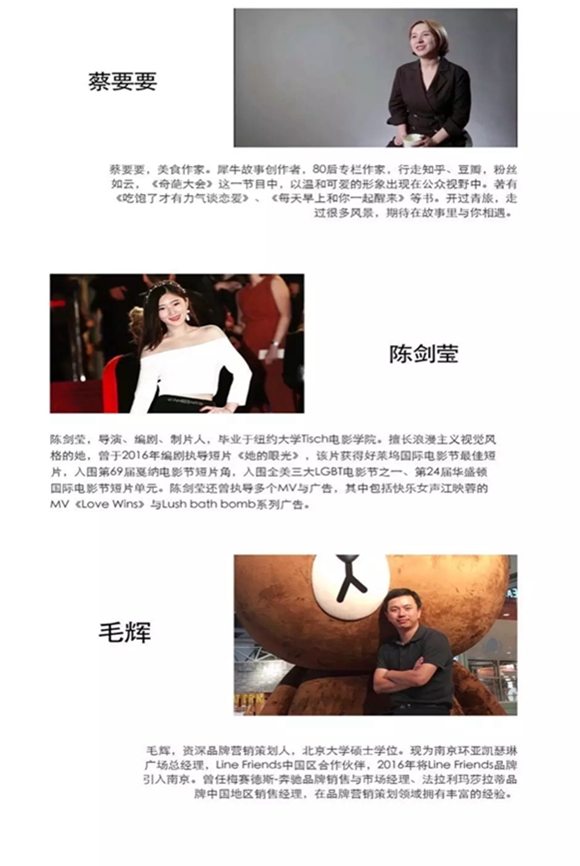 蔡要要
蔡要要，美食作家。犀牛故事创作者，80后专栏作家，行走知乎、豆瓣，粉丝
如云，《奇葩大会》这一节目中，以温和可爱的形象出现在公众视野中。著有
《吃饱了才有力气谈恋爱》、《每天早上和你一起醒来》等书。开过青旅，走
过很多风景，期待在故事里与你相遇。
陈剑莹
陈剑莹，导演、编剧、制片人，毕业于纽约大学Tisch电影学院。擅长浪漫主义视觉风
格的她，曾于2016年编剧执导短片《她的眼光》，该片获得好莱坞国际电影节最佳短
片，入围第69届戛纳电影节短片角，入围全美三大LGBT电影节之一、第24届华盛顿
国际电影节短片单元。陈剑莹还曾执导多个MV与广告，其中包括快乐女声江映蓉的
MV《Love Wins》与Lush bath bomb系列广告。
毛辉
毛辉，资深品牌营销策划人，北京大学硕士学位。现为南京环亚凯瑟琳
广场总经理，Line Friends中国区合作伙伴，2016年将Line Friends品牌
引入南京。曾任梅赛德斯-奔驰品牌销售与市场经理、法拉利玛莎拉蒂品
牌中国地区销售经理，在品牌营销策划领域拥有丰富的经验。